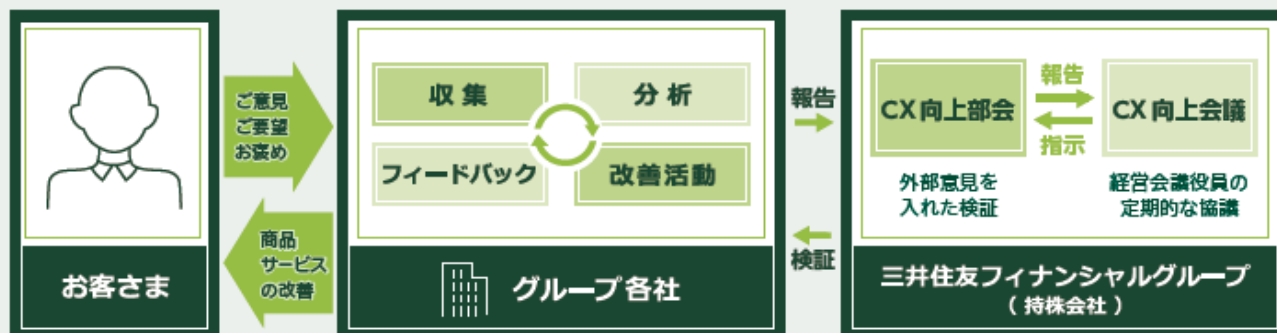 ご意見
ご要望
お褒め
商品
サービス
の改善
お客さま
収集
分析
フィードバック
改善活動
グループ各社
報告
検証
CX向上部会
報告
指示
CX向上会議
外部意見を
入れた検証
経営会議役員の
定期的な協議
三井住友フィナンシャルグループ
（持株会社）